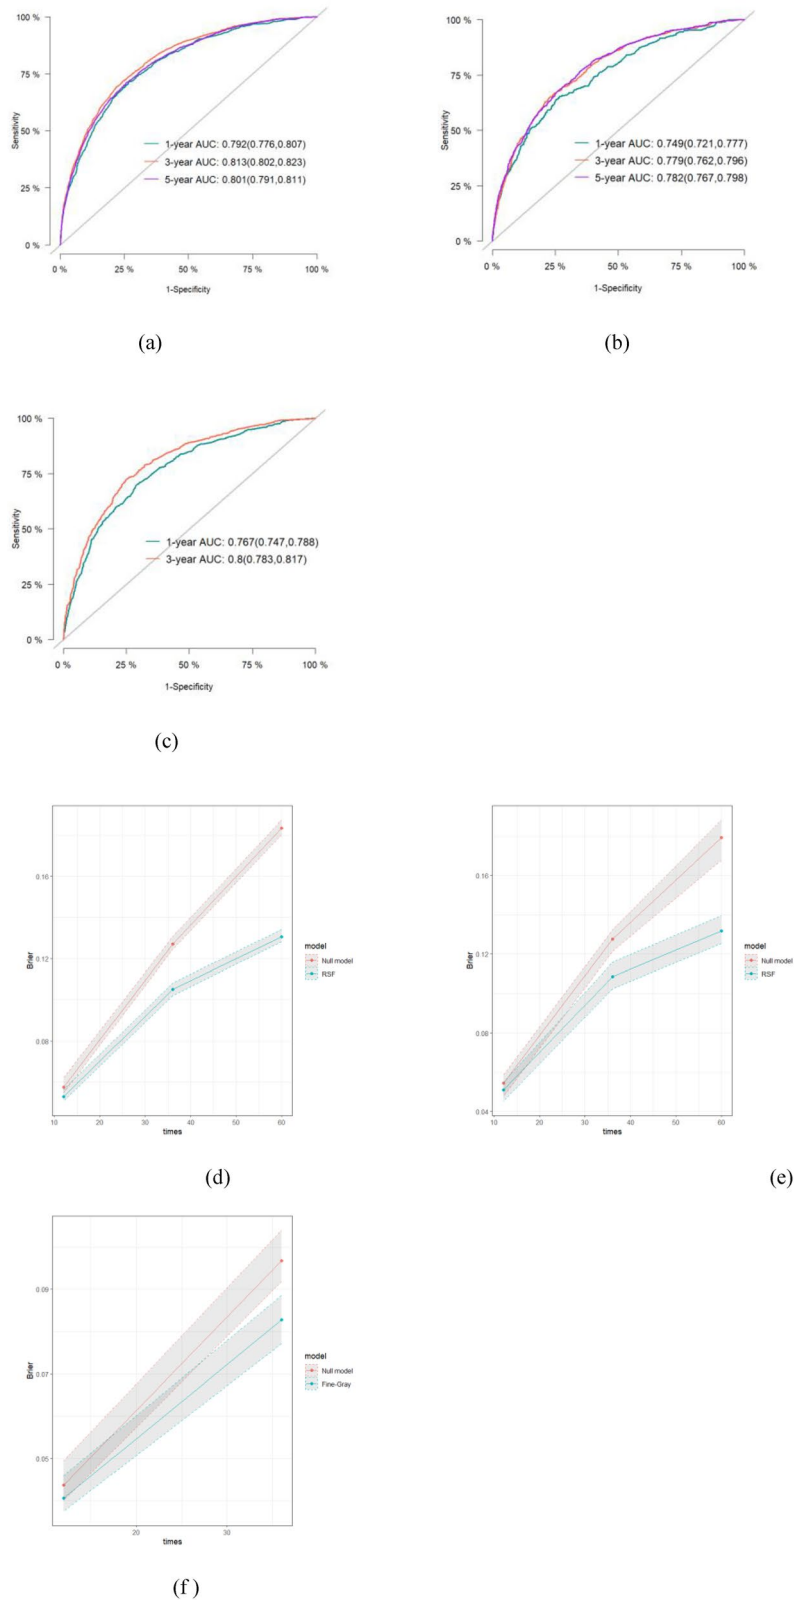 100 %
75 %
50 %
25 %
0 %
Sensitivity
1-year AUC: 0.792(0.776,0.807)
3-year AUC: 0.813(0.802,0.823)
5-year AUC: 0.801(0.791,0.811)
0 %
25 %
50 %
75 %
100 %
1-Specificity
(a)
100 %
75 %
50 %
25 %
0 %
Sensitivity
1-year AUC: 0.749(0.721,0.777)
3-year AUC: 0.779(0.762,0.796)
5-year AUC: 0.782(0.767,0.798)
0 %
25 %
50 %
75 %
100 %
1-Specificity
(b)
100 %
75 %
50 %
25 %
0 %
Sensitivity
1-year AUC: 0.767(0.747,0.788)
3-year AUC: 0.8(0.783,0.817)
0 %
25 %
50 %
75 %
100 %
1-Specificity
(c)
0.16
0.12
0.08
Brier
10
20
30
40
50
60
times
model
Null model
RSF
(d)
0.16
0.12
0.08
0.04
Brier
10
20
30
40
50
60
times
model
Null model
RSF
(e)
0.09
0.07
0.05
Brier
20
30
times
model
Null model
Fine-Gray
(f )